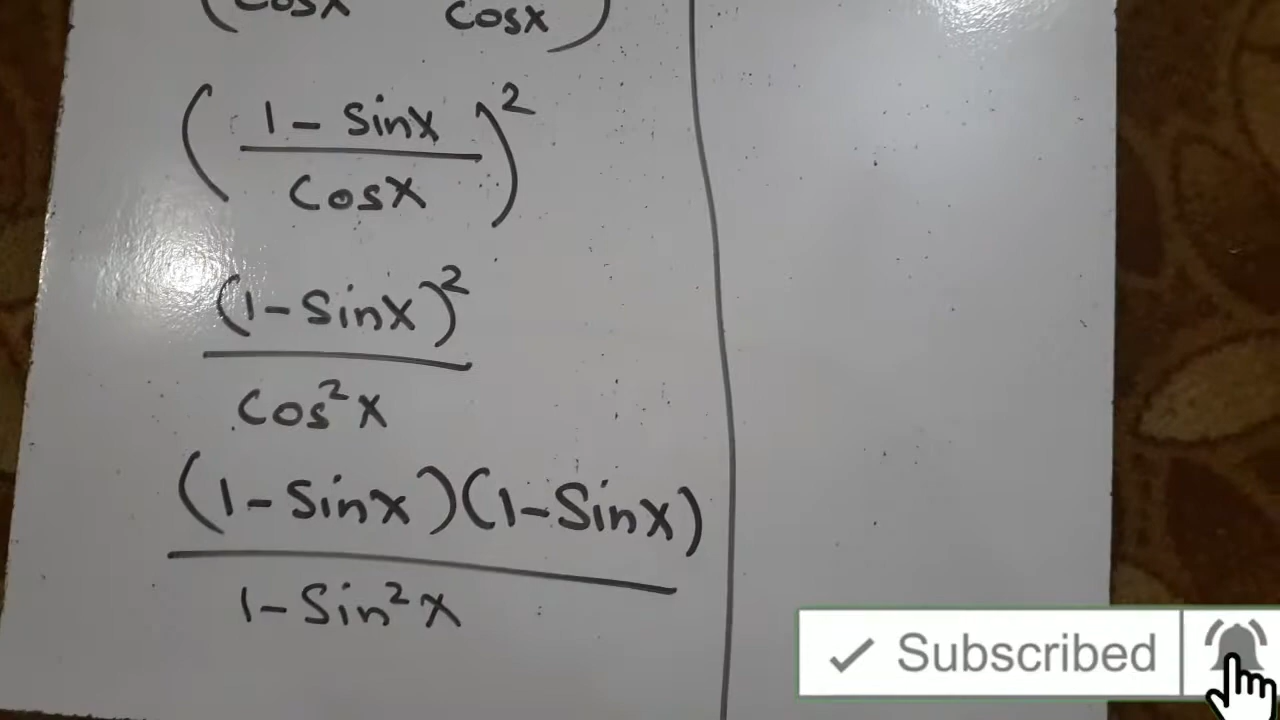 (cosx cosx)
(1 - Sinx)²
cosx
(1-Sinx)²
cos²x
(1-Sinx)(1-Sinx)
1-Sin²x
Subscribed